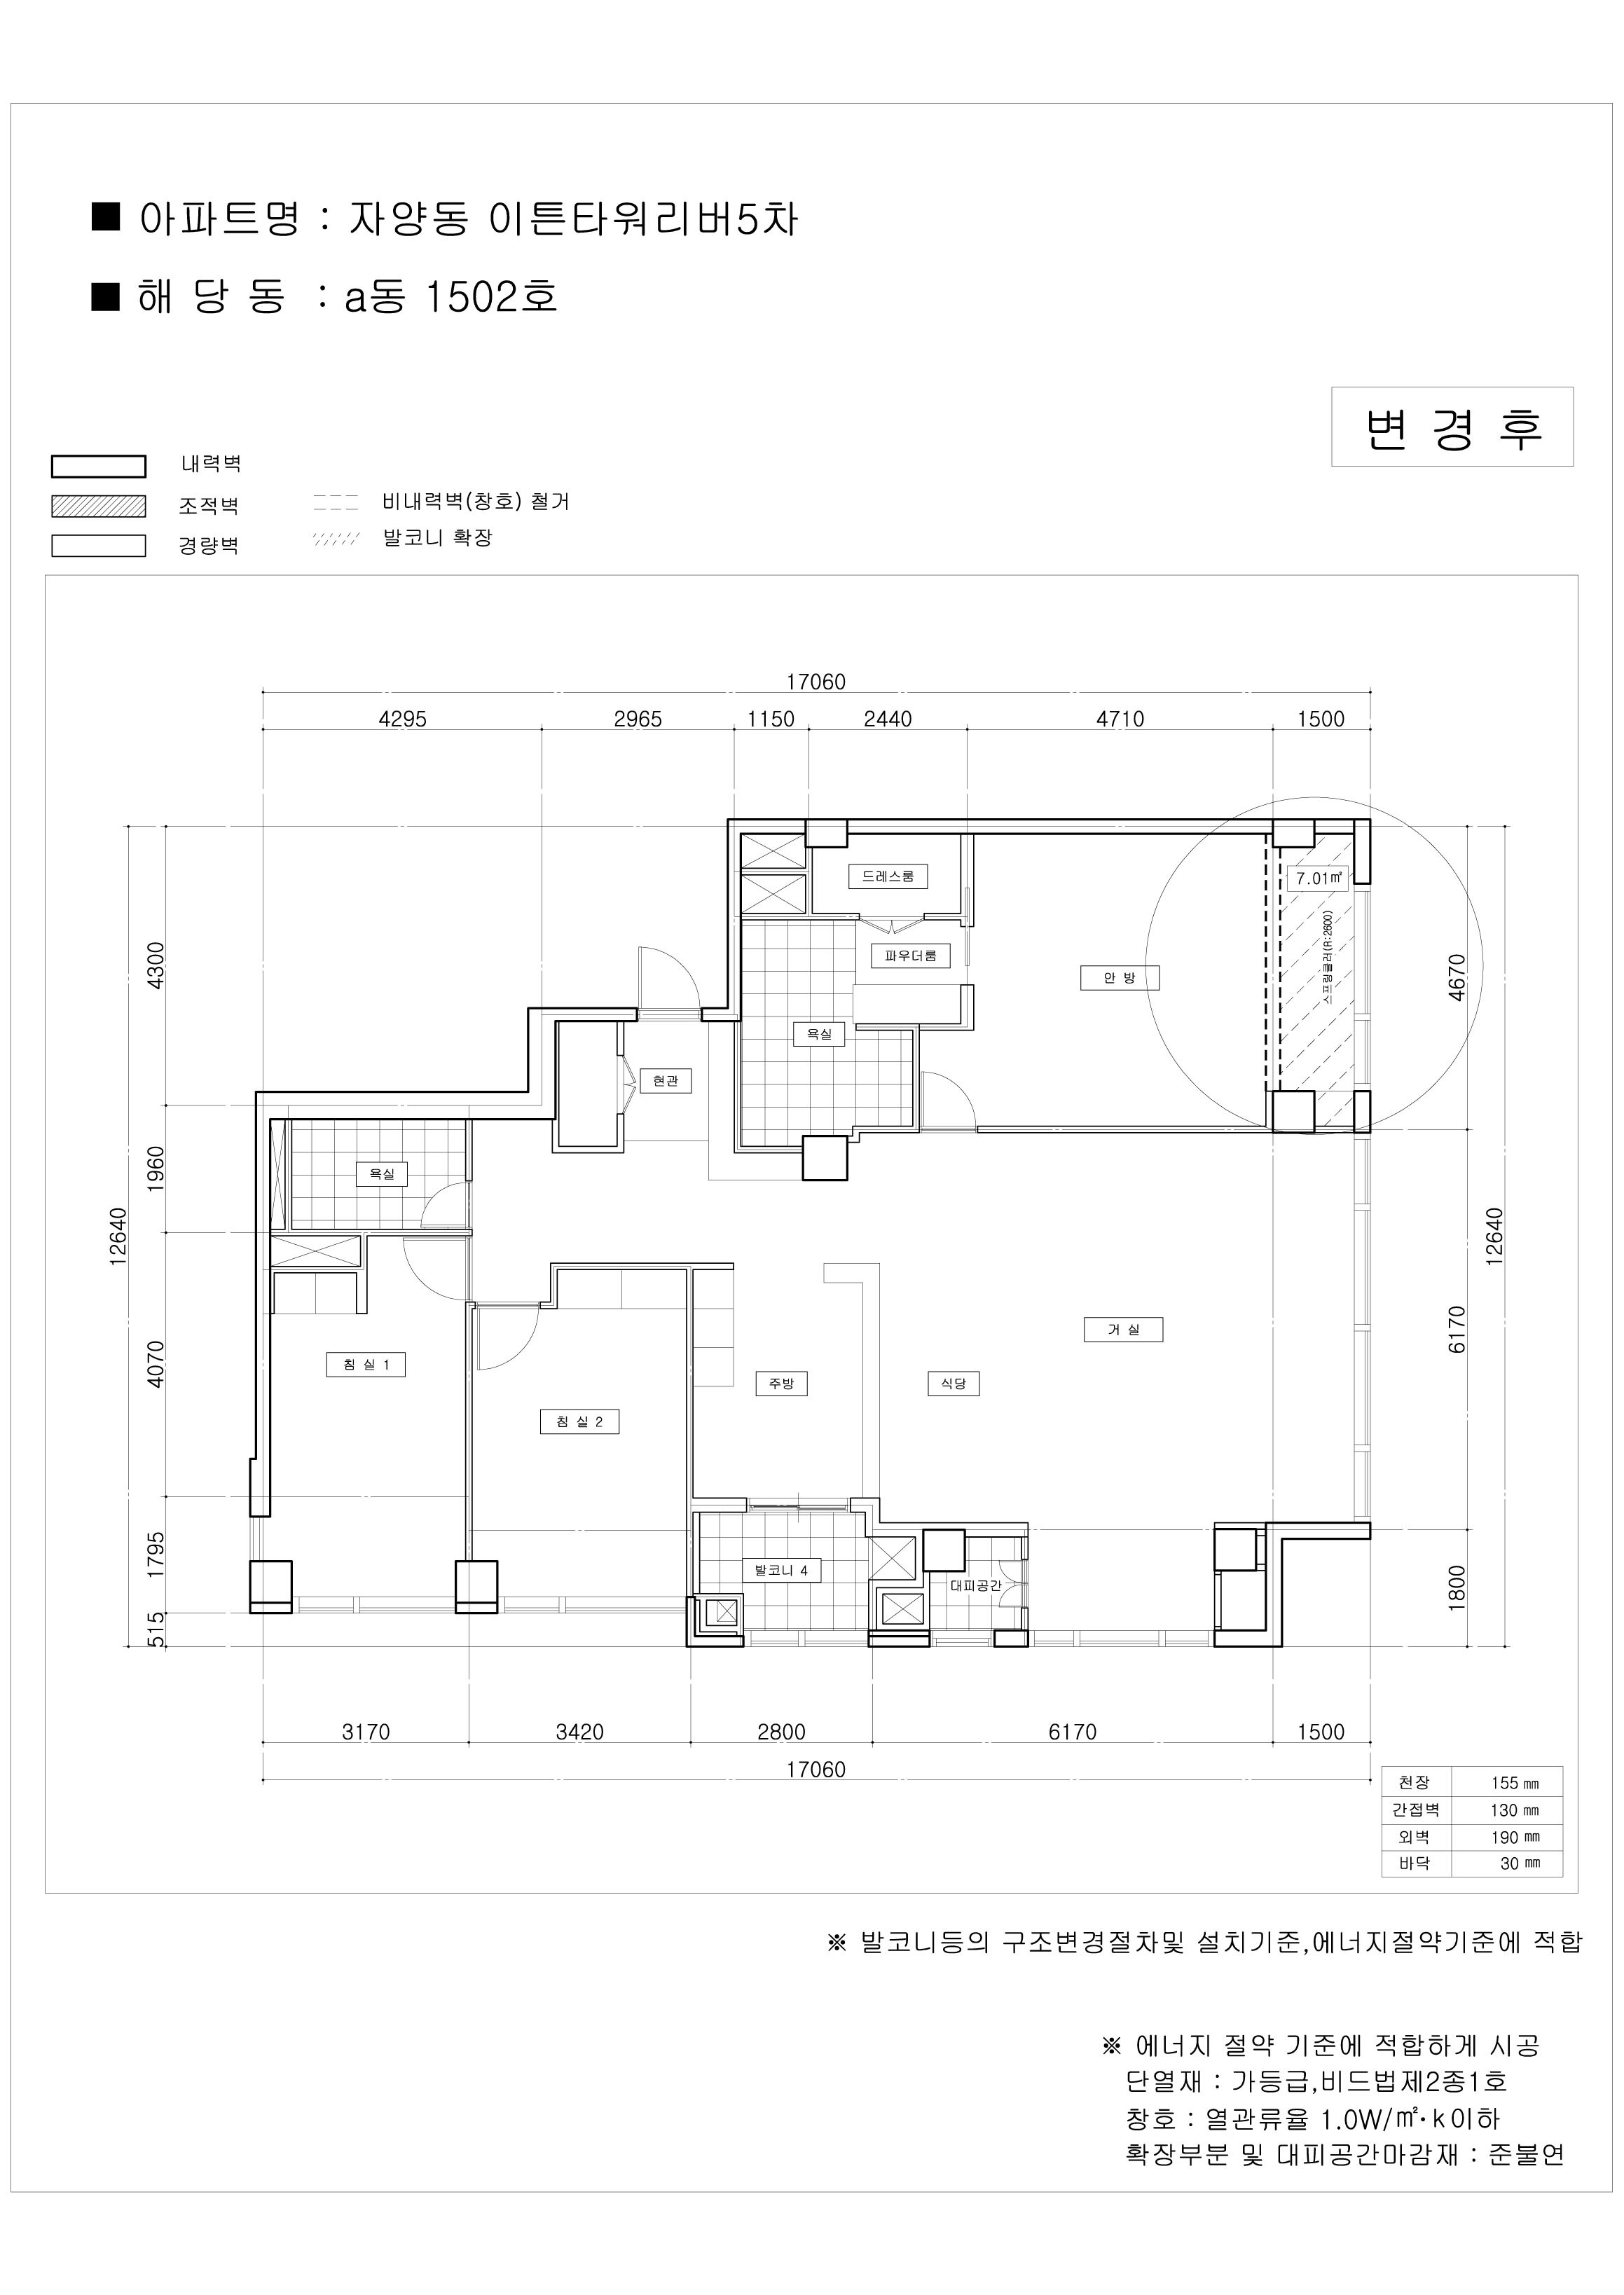 ■ 아파트명 : 자양동 이튼타워리버5차
■ 해 당 동 : a동 1502호
변 경 후
내력벽
조적벽
경량벽
비내력벽(창호) 철거
발코니 확장
17060
4295 2965 1150 2440 4710 1500
드레스룸
7.01㎡
스프링클러(R:2600)
파우더룸
안 방
욕실
현관
욕실
침 실 1
침 실 2
주방
식당
거 실
발코니 4
대피공간
4300
1960
4070
1795
515
12640
4670
6170
1800
12640
3170 3420 2800 6170 1500
17060
천장 155 ㎜
간접벽 130 ㎜
외벽 190 ㎜
바닥 30 ㎜
※ 발코니등의 구조변경절차및 설치기준,에너지절약기준에 적합
※ 에너지 절약 기준에 적합하게 시공
단열재 : 가등급,비드법제2종1호
창호 : 열관류율 1.0W/㎡·k이하
확장부분 및 대피공간마감재 : 준불연